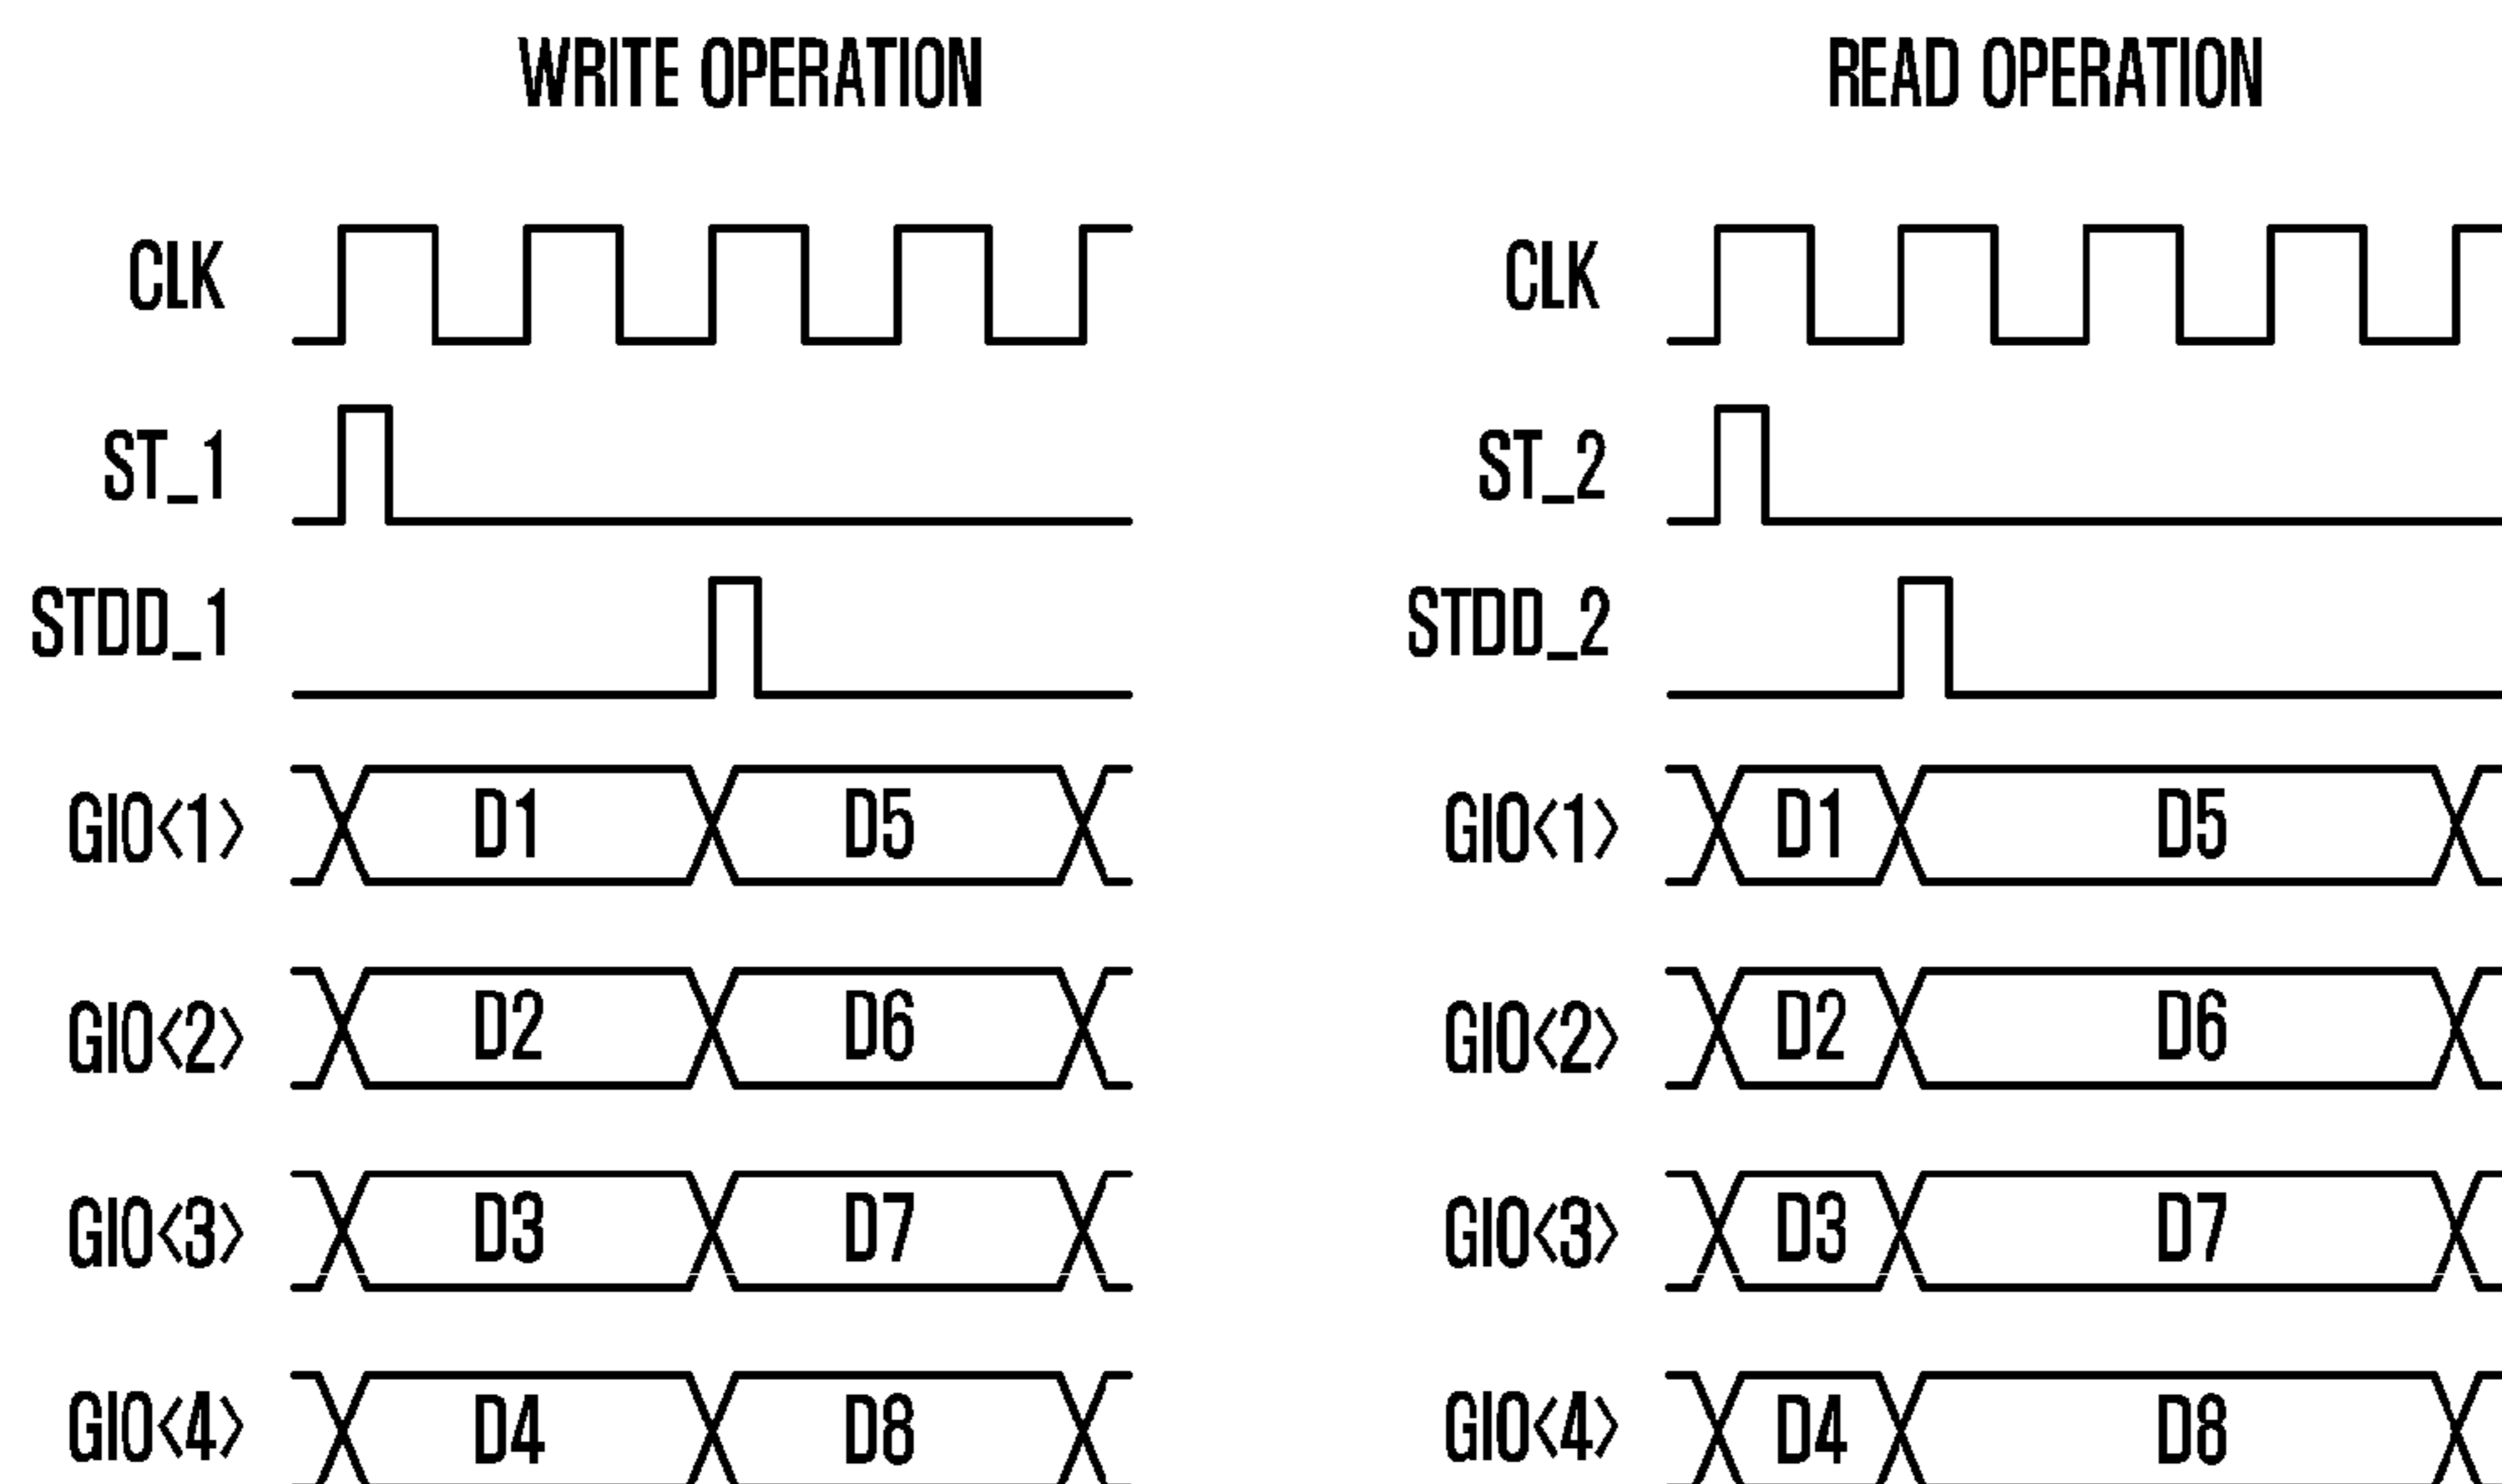 WRITE OPERATION READ OPERATION
CLK CLK
ST_1 ST_2
STDD_1 STDD_2
GIO<1> D1 D5 GIO<1> D1 D5
GIO<2> D2 D6 GIO<2> D2 D6
GIO<3> D3 D7 GIO<3> D3 D7
GIO<4> D4 D8 GIO<4> D4 D8